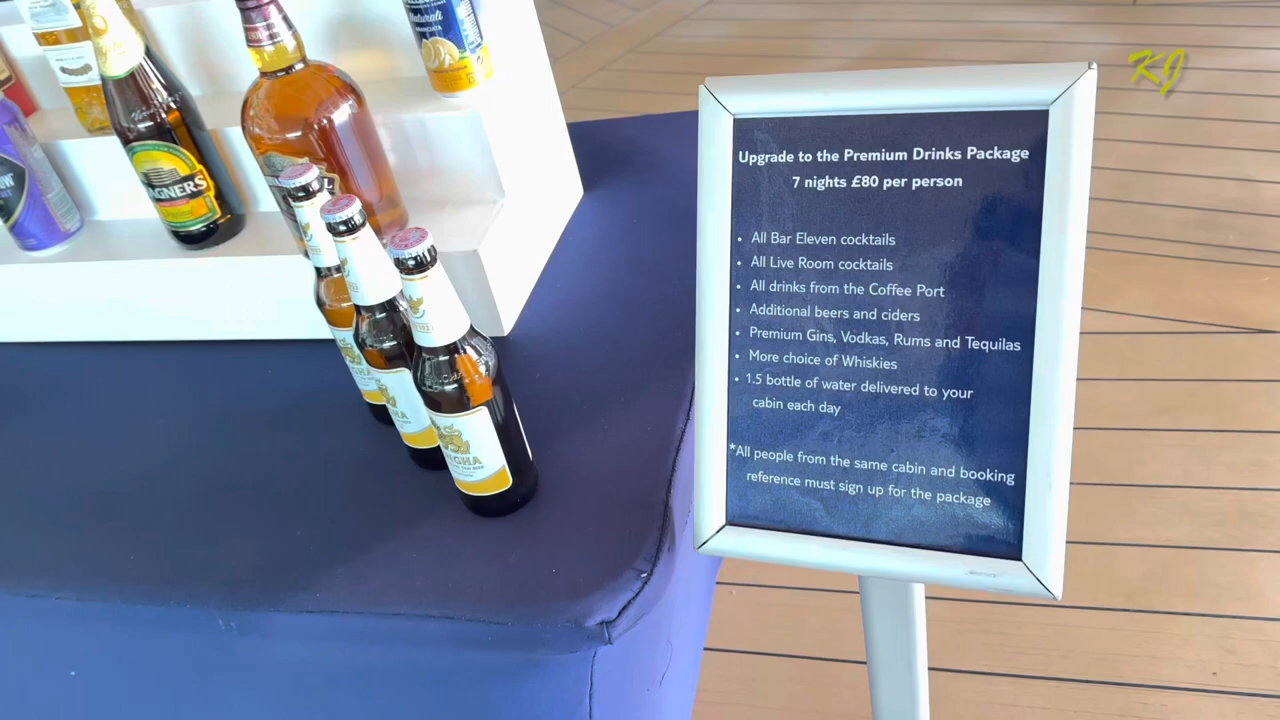 Naturali
ARANCIATA
MAGNERS
Original
SINGHA
KJ
Upgrade to the Premium Drinks Package
7 nights £80 per person
• All Bar Eleven cocktails
• All Live Room cocktails
• All drinks from the Coffee Port
• Additional beers and ciders
• Premium Gins, Vodkas, Rums and Tequilas
• More choice of Whiskies
• 1.5 bottle of water delivered to your
cabin each day
*All people from the same cabin and booking
reference must sign up for the package